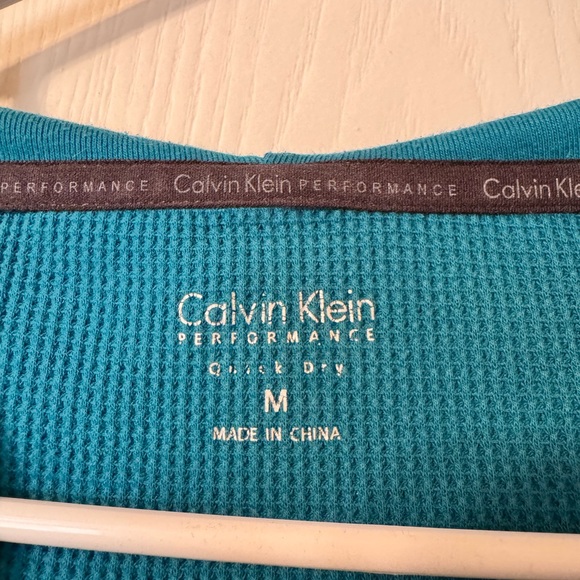 PERFORMANCE Calvin Klein PERFORMANCE Calvin Klein
Calvin Klein
PERFORMANCE
Quick Dry
M
MADE IN CHINA